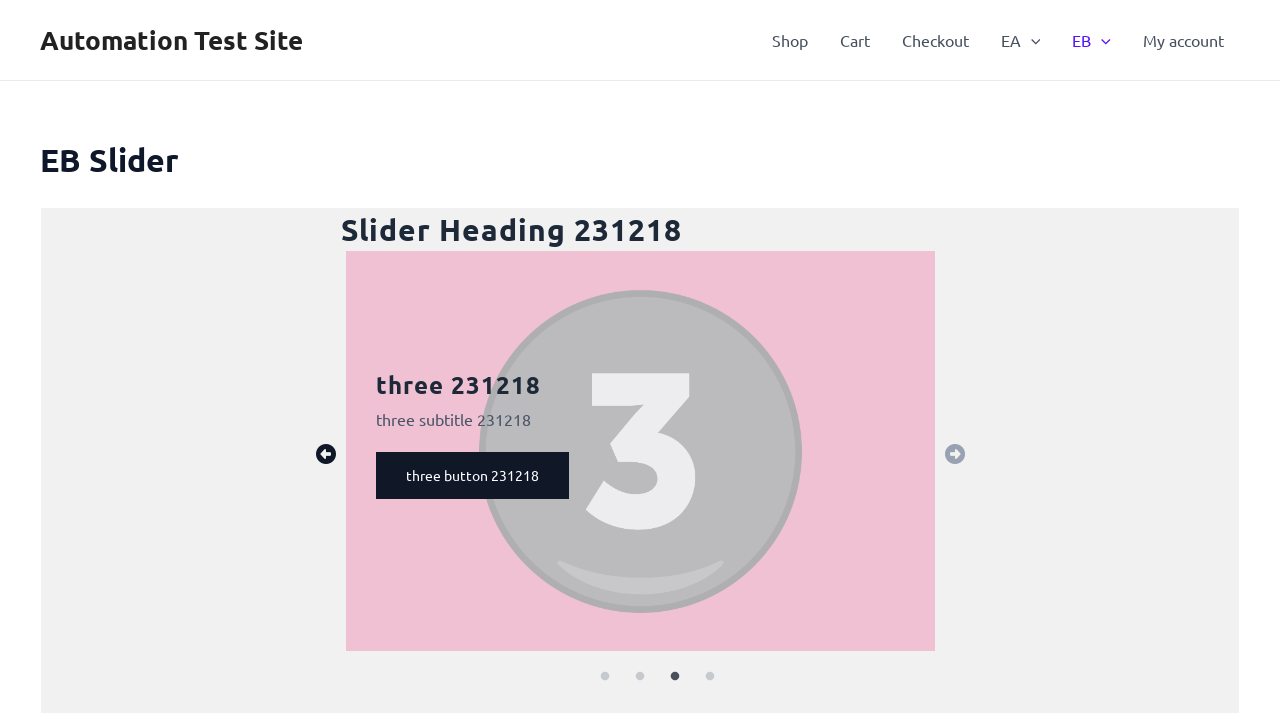 Automation Test Site
Shop Cart Checkout EA EB My account
EB Slider
Slider Heading 231218
3
three 231218
three subtitle 231218
three button 231218